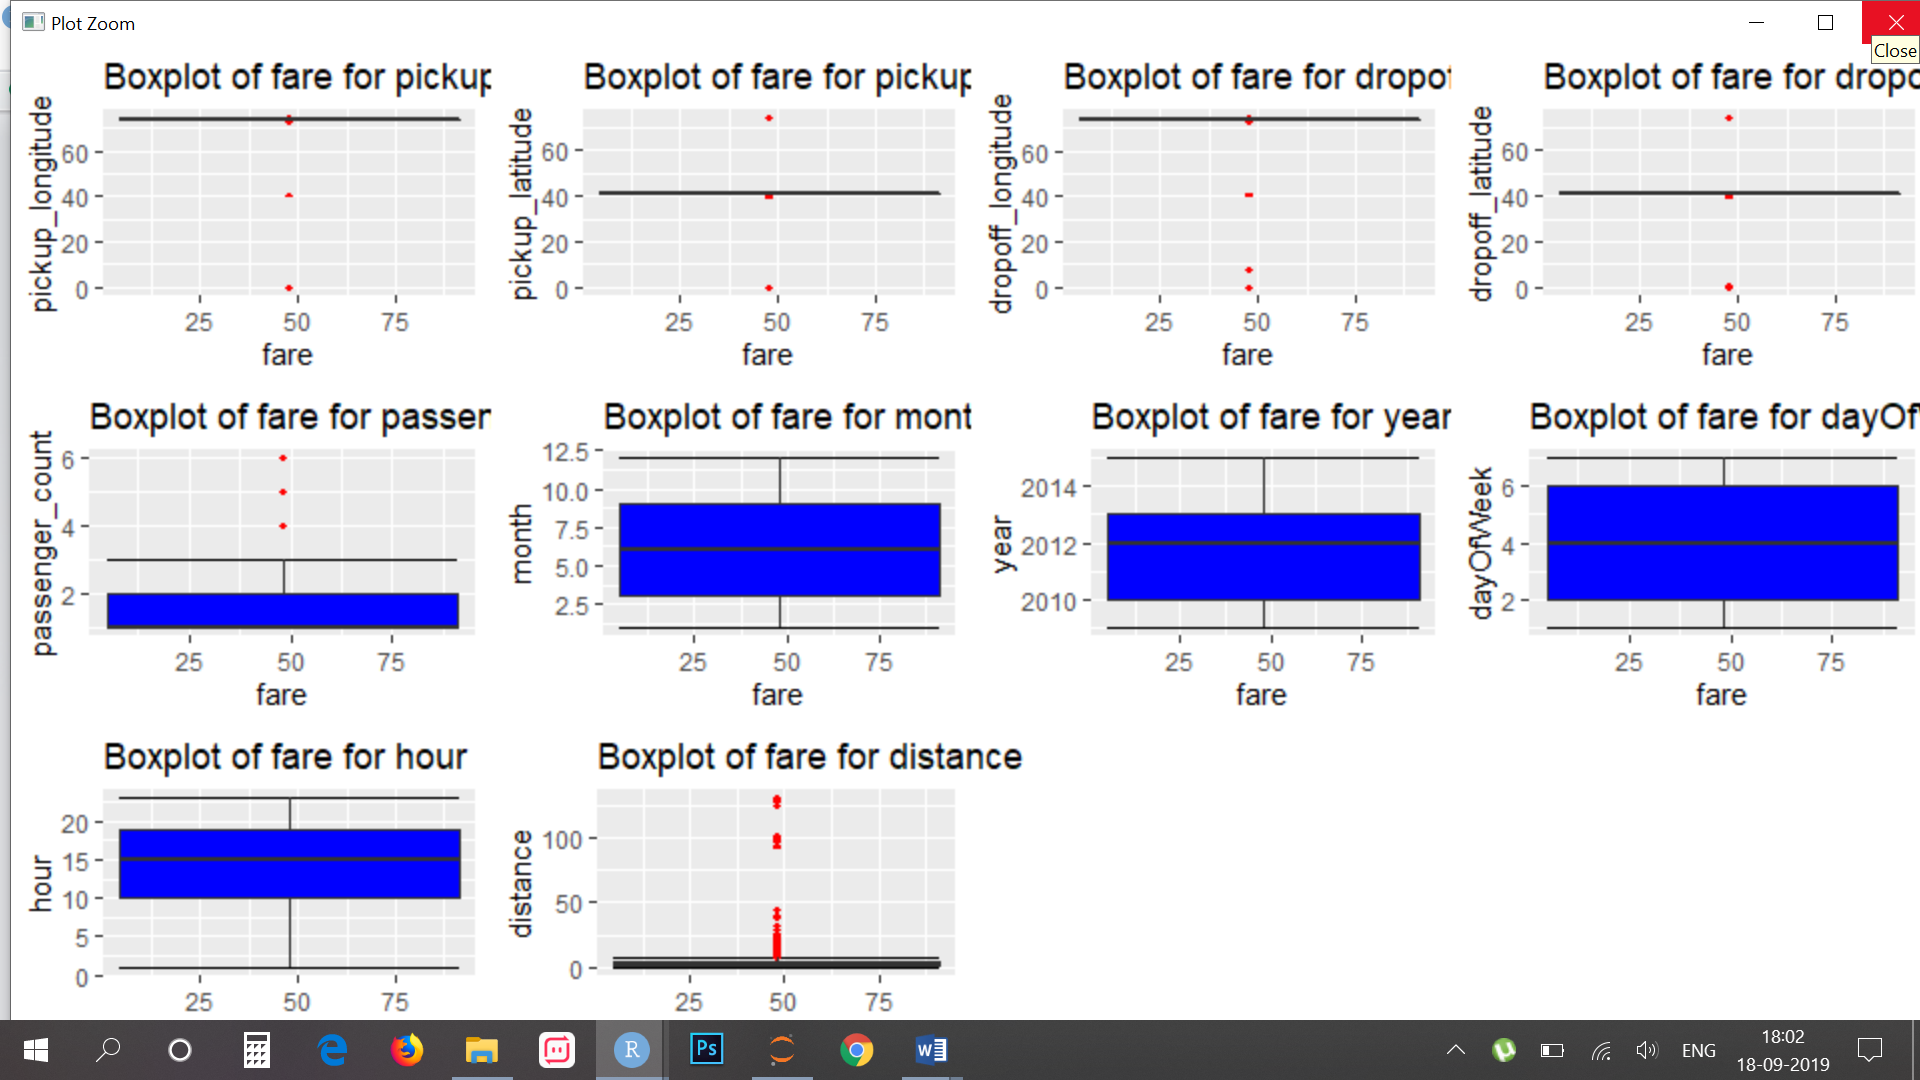 Plot Zoom
Close
Boxplot of fare for pickup
Boxplot of fare for pickup
Boxplot of fare for dropof
Boxplot of fare for dropo
pickup_longitude
60
40
20
0
25 50 75
fare
pickup_latitude
60
40
20
0
25 50 75
fare
dropoff_longitude
60
40
20
0
25 50 75
fare
dropoff_latitude
60
40
20
0
25 50 75
fare
Boxplot of fare for passen
Boxplot of fare for mont
Boxplot of fare for year
Boxplot of fare for dayOf
passenger_count
6
4
2
25 50 75
fare
month
12.5
10.0
7.5
5.0
2.5
25 50 75
fare
year
2014
2012
2010
25 50 75
fare
dayOfWeek
6
4
2
25 50 75
fare
Boxplot of fare for hour
Boxplot of fare for distance
hour
20
15
10
5
0
25 50 75
distance
100
50
0
25 50 75
R
Ps
W
ENG
18:02
18-09-2019